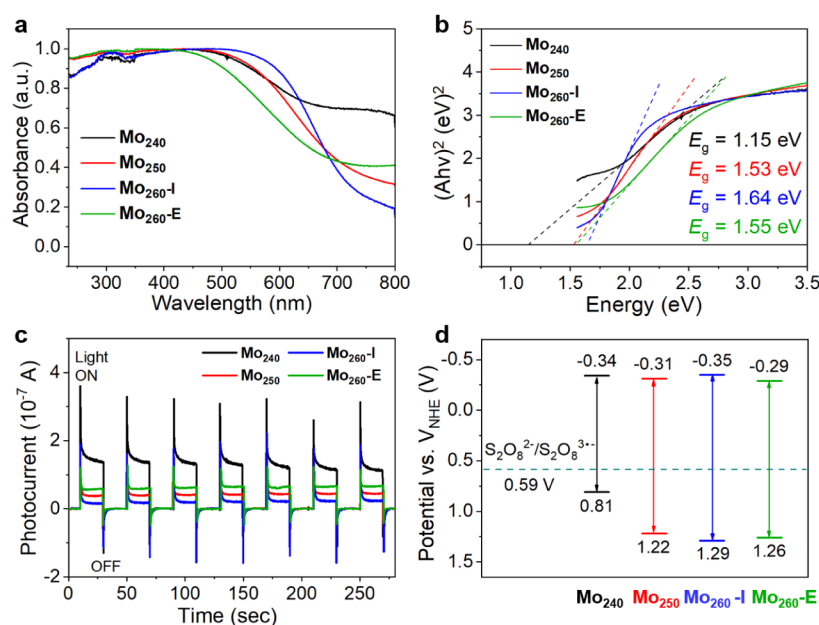 a
1.0
0.8
0.6
0.4
0.2
0.0
Absorbance (a.u.)
Mo₂₄₀
Mo₂₅₀
Mo₂₆₀-I
Mo₂₆₀-E
300 400 500 600 700 800
Wavelength (nm)
b
5
4
3
2
1
0
(Ahv)² (eV)²
Mo₂₄₀
Mo₂₅₀
Mo₂₆₀-I
Mo₂₆₀-E
E_g = 1.15 eV
E_g = 1.53 eV
E_g = 1.64 eV
E_g = 1.55 eV
1.0 1.5 2.0 2.5 3.0 3.5
Energy (eV)
c
4
2
0
-2
Photocurrent (10⁻⁷ A)
Light
ON
Mo₂₄₀ Mo₂₆₀-I
Mo₂₅₀ Mo₂₆₀-E
OFF
0 50 100 150 200 250
Time (sec)
d
-0.5
0.0
0.5
1.0
1.5
Potential vs. V_NHE (V)
-0.34 -0.31 -0.35 -0.29
S₂O₈²⁻/S₂O₈³•⁻
0.59 V
0.81
1.22 1.29 1.26
Mo₂₄₀ Mo₂₅₀ Mo₂₆₀-I Mo₂₆₀-E